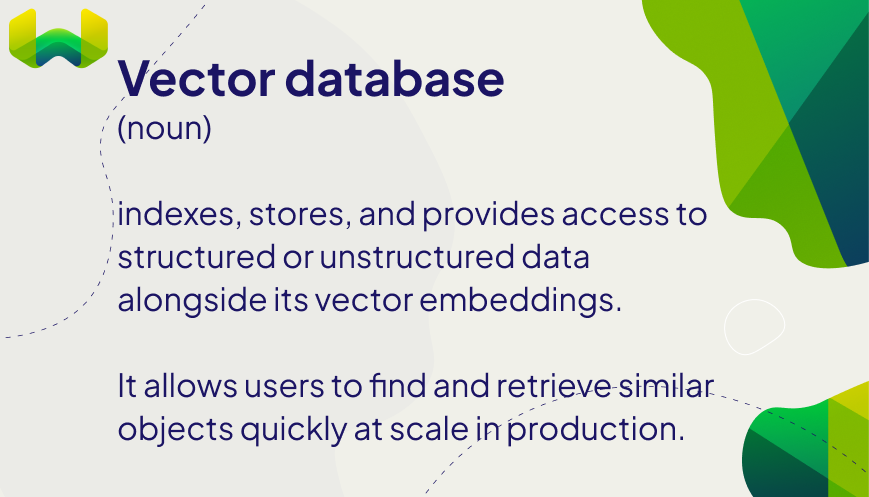 Vector database
(noun)
indexes, stores, and provides access to
structured or unstructured data
alongside its vector embeddings.
It allows users to find and retrieve similar
objects quickly at scale in production.